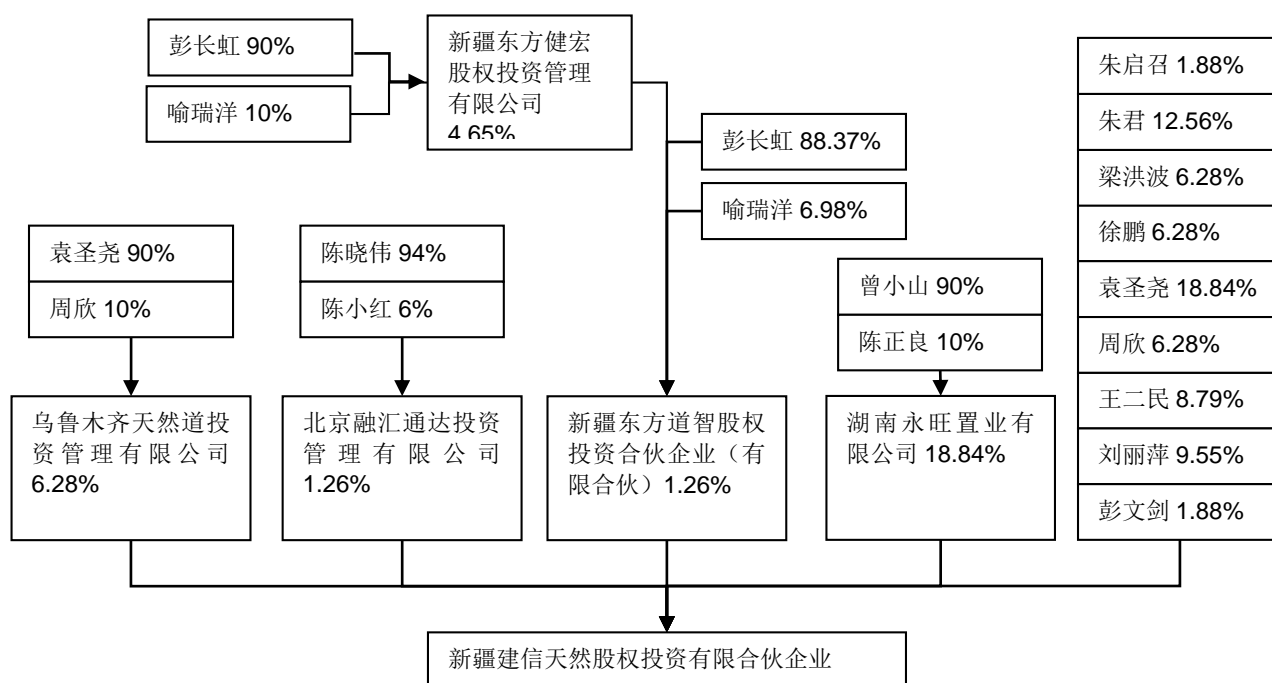 彭长虹 90%
喻瑞洋 10%
新疆东方健宏
股权投资管理
有限公司
4.65%
彭长虹 88.37%
喻瑞洋 6.98%
朱启召 1.88%
朱君 12.56%
梁洪波 6.28%
徐鹏 6.28%
袁圣尧 18.84%
周欣 6.28%
王二民 8.79%
刘丽萍 9.55%
彭文剑 1.88%
袁圣尧 90%
周欣 10%
陈晓伟 94%
陈小红 6%
曾小山 90%
陈正良 10%
乌鲁木齐天然道投
资管理有限公司
6.28%
北京融汇通达投资
管理有限公司
1.26%
新疆东方道智股权
投资合伙企业（有
限合伙）1.26%
湖南永旺置业有
限公司 18.84%
新疆建信天然股权投资有限合伙企业